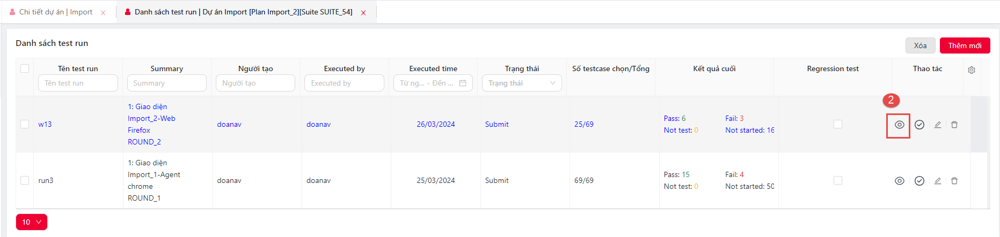 Chi tiết dự án | Import
Danh sách test run | Dự án Import [Plan Import_2][Suite SUITE_54]
Danh sách test run
Xóa
Thêm mới
Tên test run
Summary
Người tạo
Executed by
Executed time
Trạng thái
Số testcase chọn/Tổng
Kết quả cuối
Regression test
Thao tác
Tên test run
Summary
Người tạo
Executed by
Từ ng... - Đến ...
Trạng thái
2
w13
1: Giao diện
Import_2-Web
Firefox
ROUND_2
doanav
doanav
26/03/2024
Submit
25/69
Pass: 6
Fail: 3
Not test: 0
Not started: 16
run3
1: Giao diện
Import_1-Agent
chrome
ROUND_1
doanav
doanav
25/03/2024
Submit
69/69
Pass: 15
Fail: 4
Not test: 0
Not started: 50
10